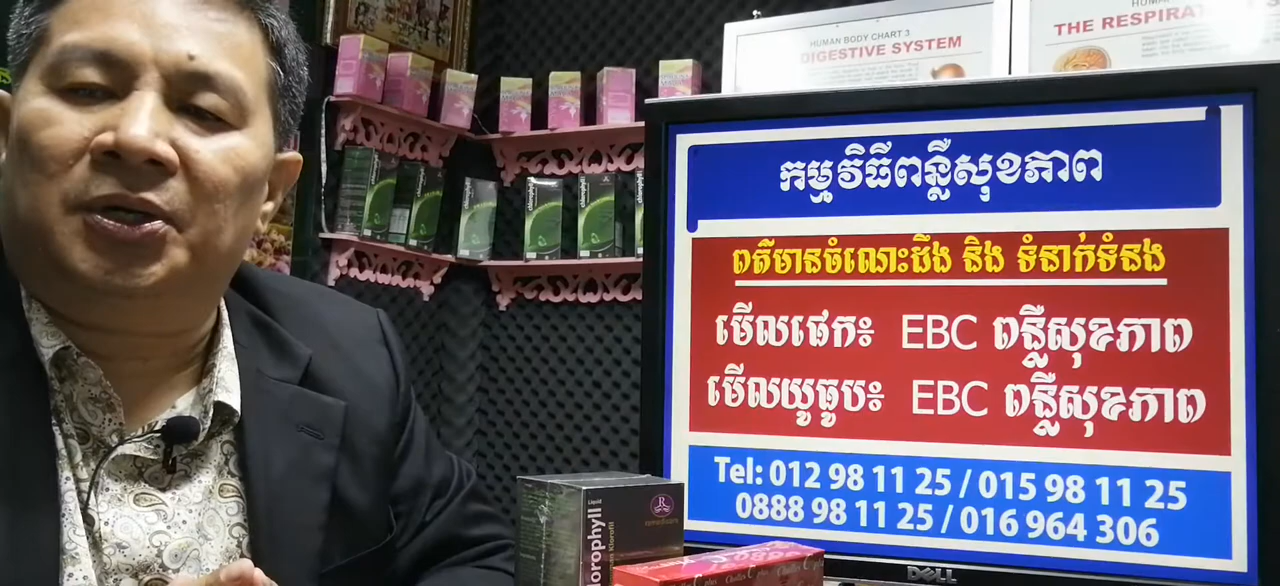 HUMAN BODY CHART 3
DIGESTIVE SYSTEM
THE RESPIRA
កម្មវិធីពន្លឺសុខភាព
ពត៌មានចំណេះដឹង និង ទំនាក់ទំនង
មើលផេក៖ EBC ពន្លឺសុខភាព
មើលយូធូប៖ EBC ពន្លឺសុខភាព
Tel: 012 98 11 25 / 015 98 11 25
0888 98 11 25 / 016 964 306
DELL
Liquid
lorophyll
Klorofil